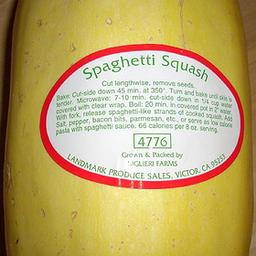 Spaghetti Squash
Cut lengthwise, remove seeds.
Bake: Cut-side down 45 min. at 350°. Turn and bake until skin is
tender. Microwave: 7-10 min. cut-side down in 1/4 cup water
covered with clear wrap. Boil: 20 min. in covered pot in 2" water.
With fork, release spaghetti-like strands of cooked squash. Add
Salt, pepper, bacon bits, parmesan, etc., or serve as low calorie
pasta with spaghetti sauce. 66 calories per 8 oz. serving.
4776
Grown & Packed by
FARMS
LANDMARK PRODUCE SALES, VICTOR, CA 95257